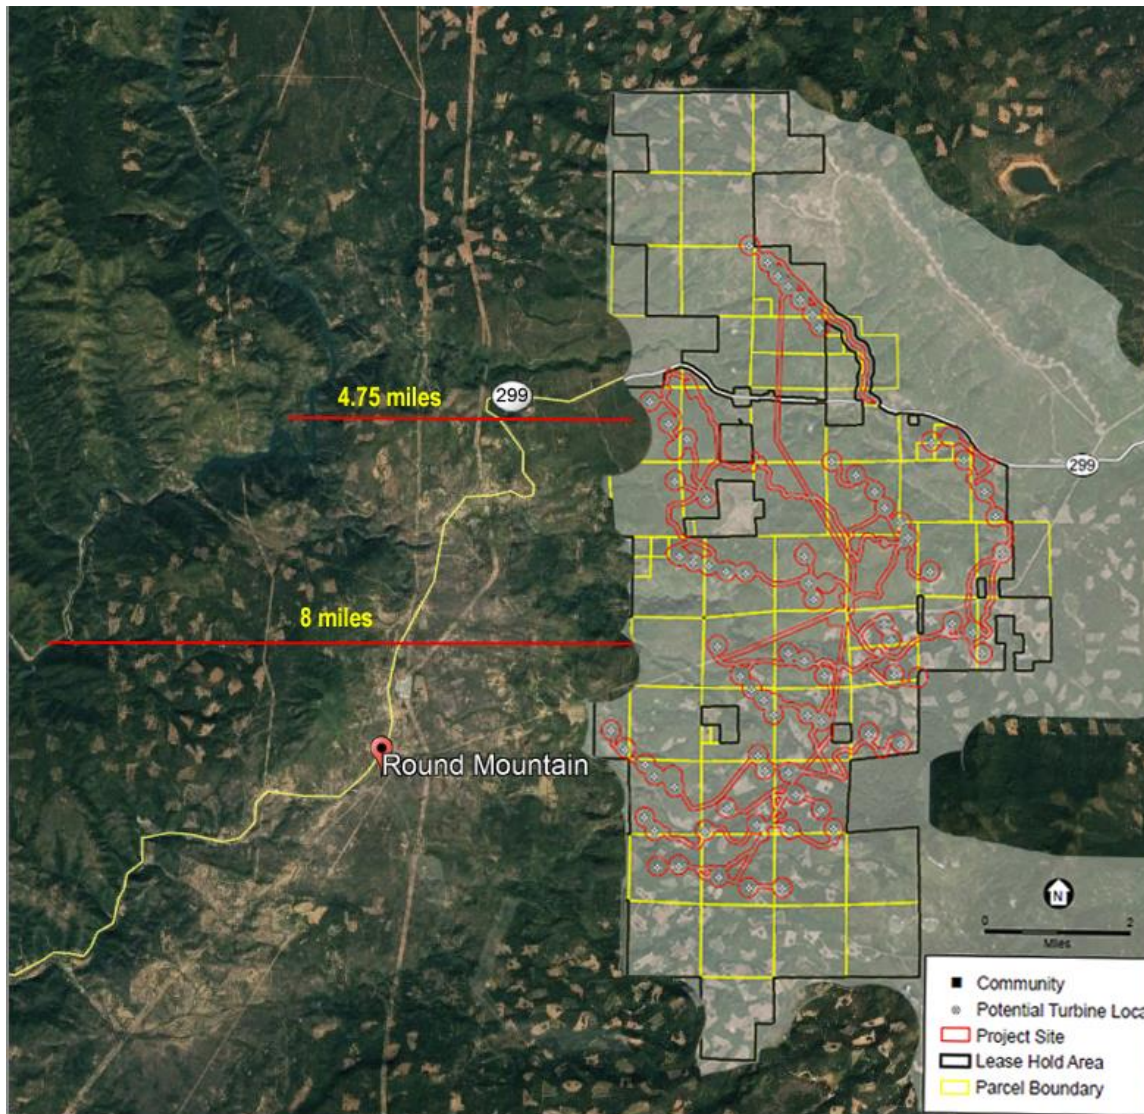 4.75 miles
299
299
8 miles
Round Mountain
N
0 2
Miles
Community
Potential Turbine Loca
Project Site
Lease Hold Area
Parcel Boundary